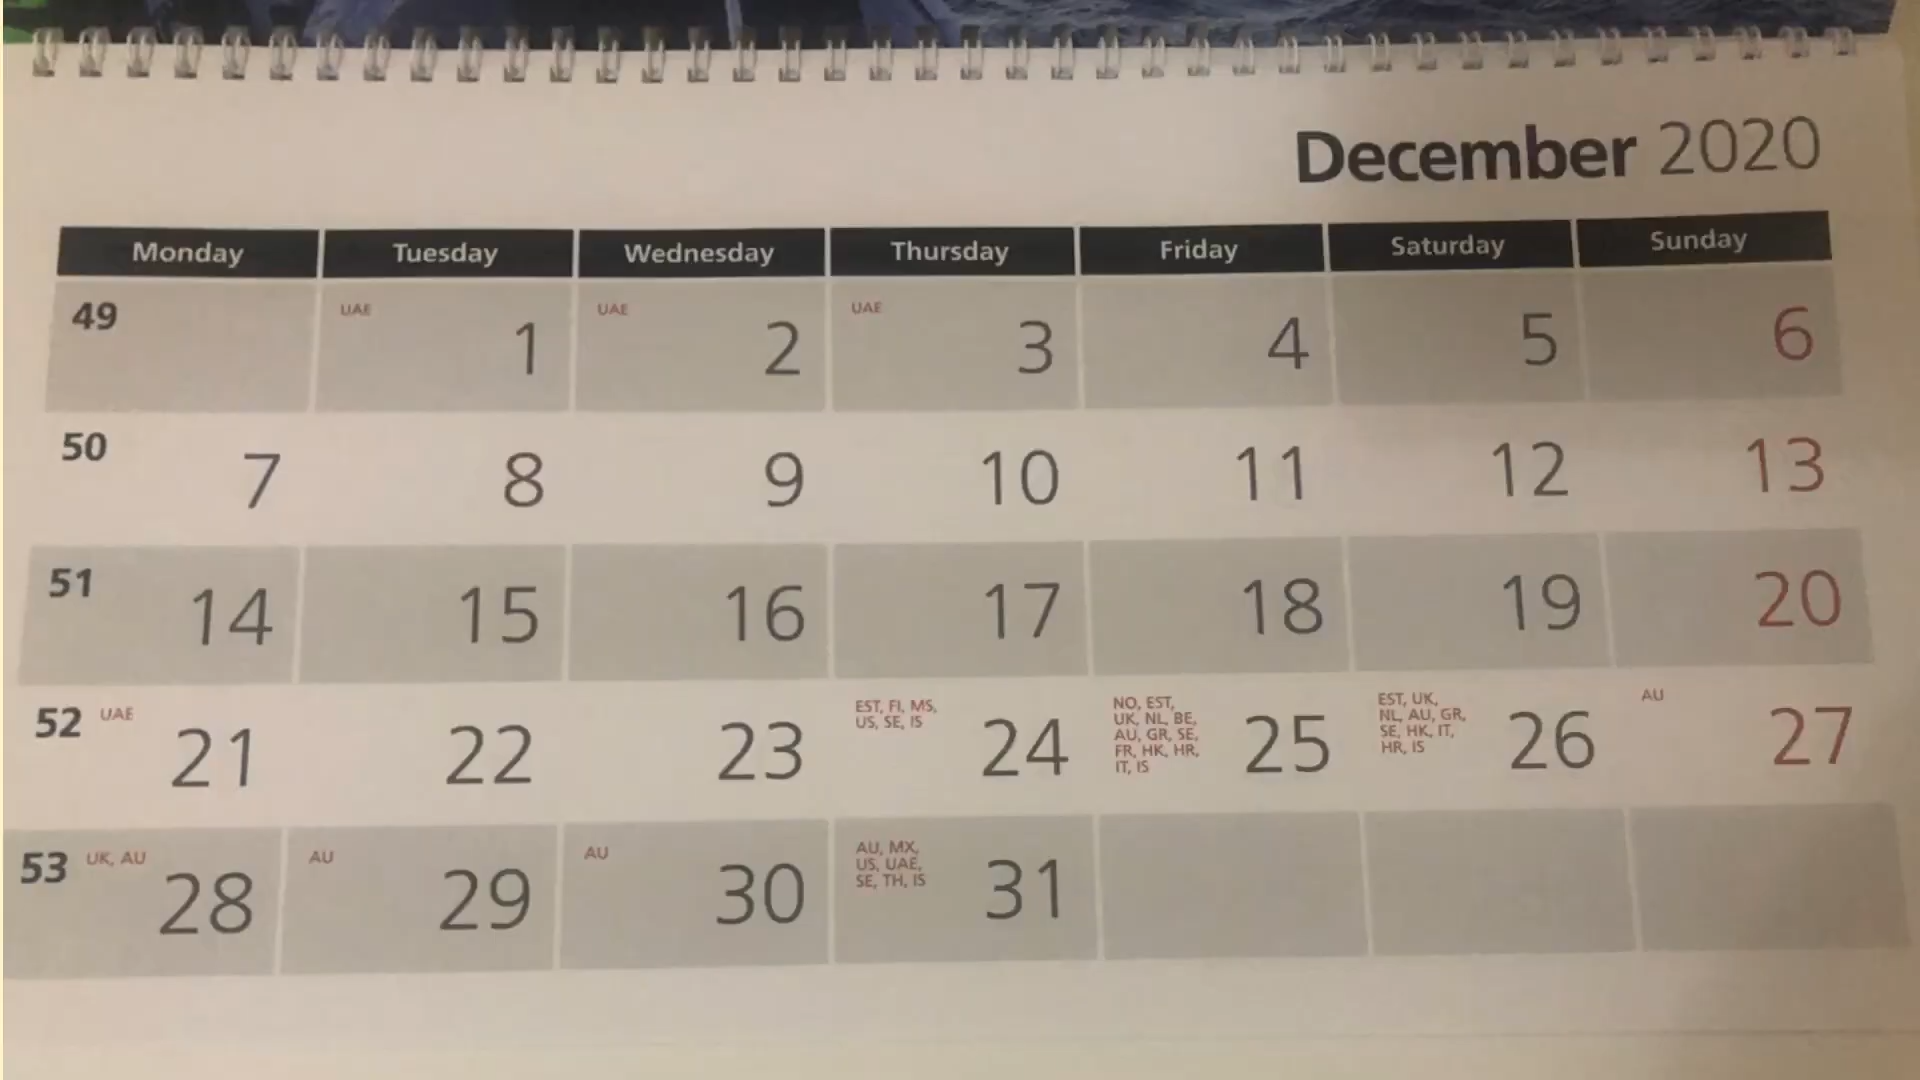 December 2020
Monday Tuesday Wednesday Thursday Friday Saturday Sunday
49 UAE 1 UAE 2 UAE 3 4 5 6
50 7 8 9 10 11 12 13
51 14 15 16 17 18 19 20
52 UAE 21 22 23
EST, FI, MS,
US, SE, IS
24
NO, EST,
UK, NL, BE,
AU, GR, SE,
FR, HK, HR,
IT, IS
25
EST, UK,
NL, AU, GR,
SE, HK, IT,
HR, IS
26
AU 27
53 UK, AU 28 AU 29 AU 30
AU, MX,
US, UAE,
SE, TH, IS
31